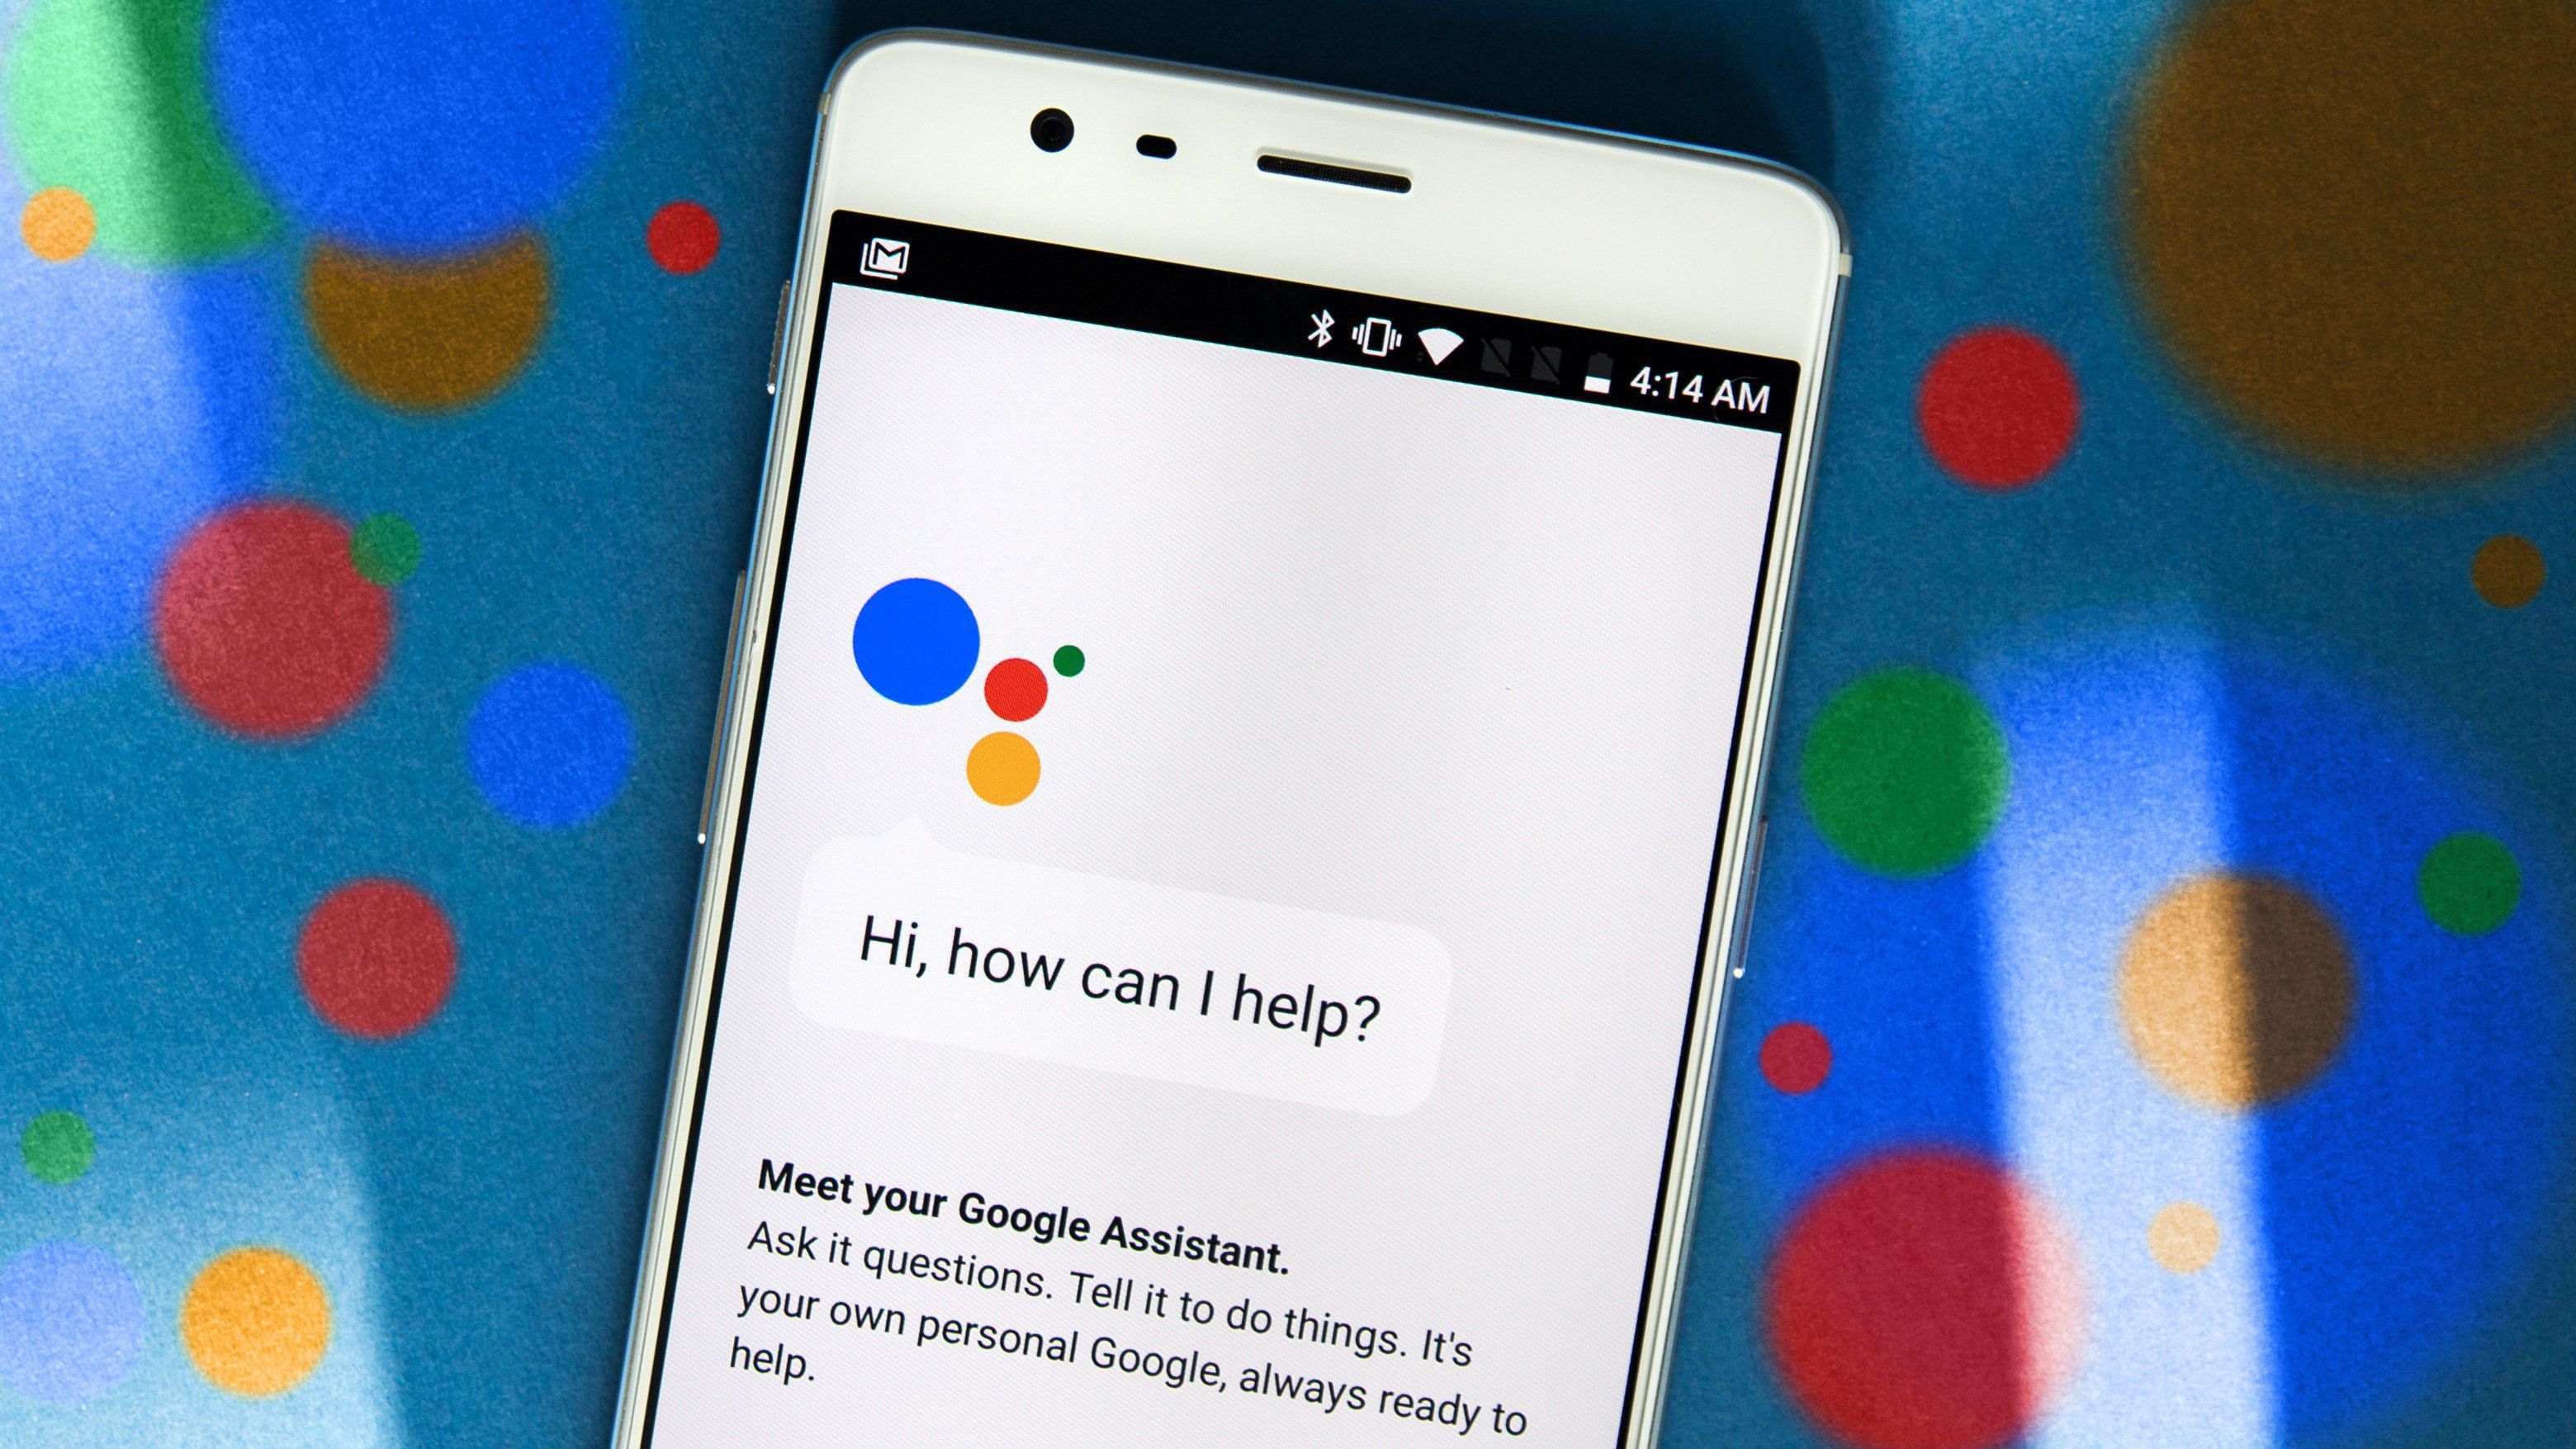 4:14 AM
Hi, how can I help?
Meet your Google Assistant.
Ask it questions. Tell it to do things. It's
your own personal Google, always ready to
help.